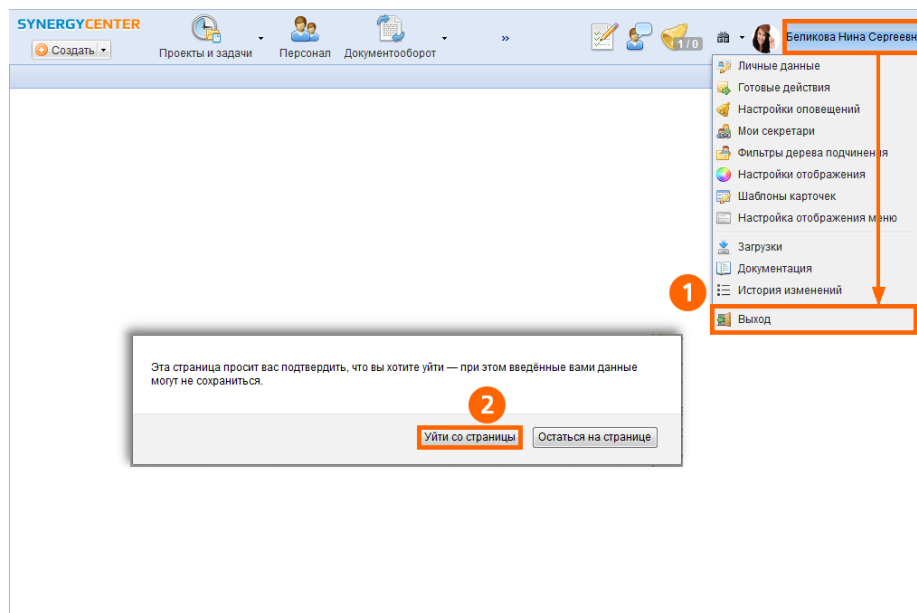 SYNERGYCENTER
Создать
Проекты и задачи
Персонал
Документооборот
»
1 / 0
Беликова Нина Сергеевн
Личные данные
Готовые действия
Настройки оповещений
Мои секретари
Фильтры дерева подчинения
Настройки отображения
Шаблоны карточек
Настройка отображения меню
Загрузки
Документация
История изменений
1
Выход
Эта страница просит вас подтвердить, что вы хотите уйти — при этом введённые вами данные
могут не сохраниться.
2
Уйти со страницы
Остаться на странице